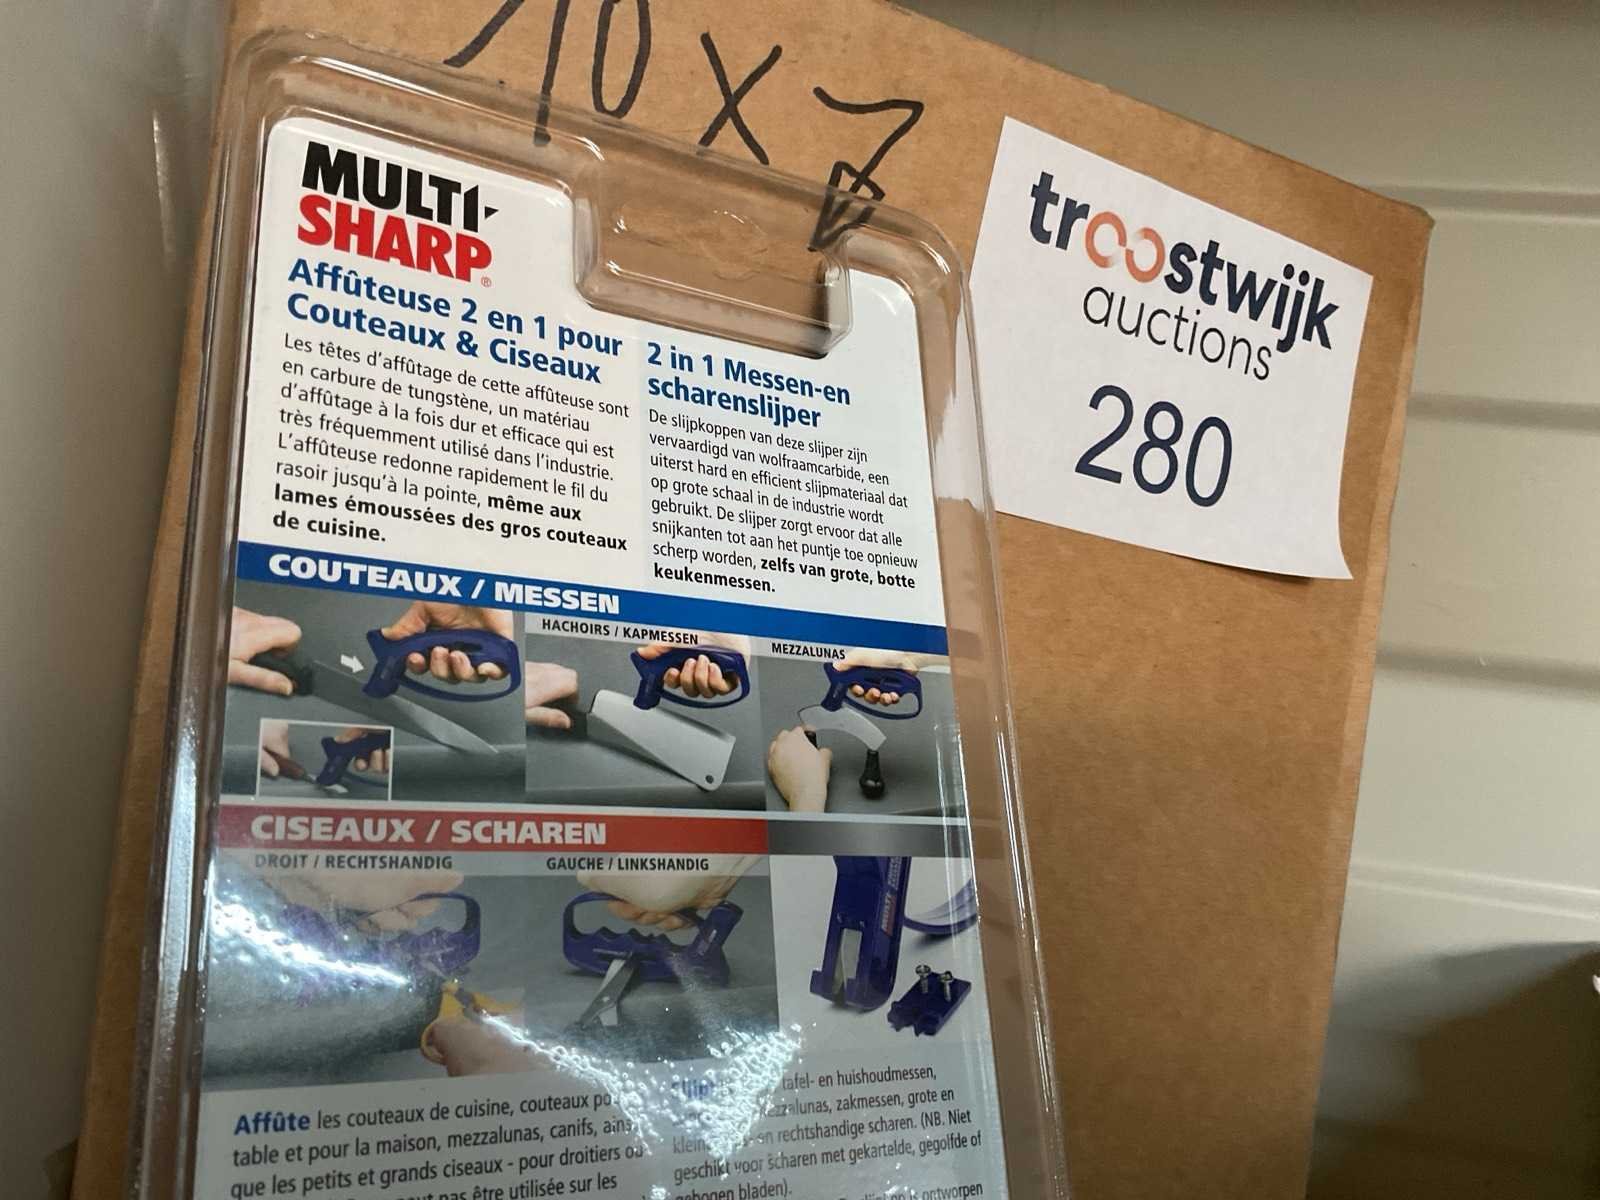 10 x
troostwijk
auctions
280
MULTI-
SHARP®
Affûteuse 2 en 1 pour
Couteaux & Ciseaux
Les têtes d'affûtage de cette affûteuse sont
en carbure de tungstène, un matériau
d'affûtage à la fois dur et efficace qui est
très fréquemment utilisé dans l'industrie.
L'affûteuse redonne rapidement le fil du
rasoir jusqu'à la pointe, même aux
lames émoussées des gros couteaux
de cuisine.
2 in 1 Messen-en
scharenslijper
De slijpkoppen van deze slijper zijn
vervaardigd van wolfraamcarbide, een
uiterst hard en efficient slijpmateriaal dat
op grote schaal in de industrie wordt
gebruikt. De slijper zorgt ervoor dat alle
snijkanten tot aan het puntje toe opnieuw
scherp worden, zelfs van grote, botte
keukenmessen.
COUTEAUX / MESSEN
HACHOIRS / KAPMESSEN
MEZZALUNAS
CISEAUX / SCHAREN
DROIT / RECHTSHANDIG
GAUCHE / LINKSHANDIG
MULTI
Affûte les couteaux de cuisine, couteaux
table et pour la maison, mezzalunas, canifs,
que les petits et grands ciseaux - pour droitiers
pas être utilisée sur les
tafel- en huishoudmessen,
zakmessen, grote en
en rechtshandige scharen. (NB. Niet
geschikt voor scharen met gekartelde, gegolfde of
gebogen bladen).
ontworpen